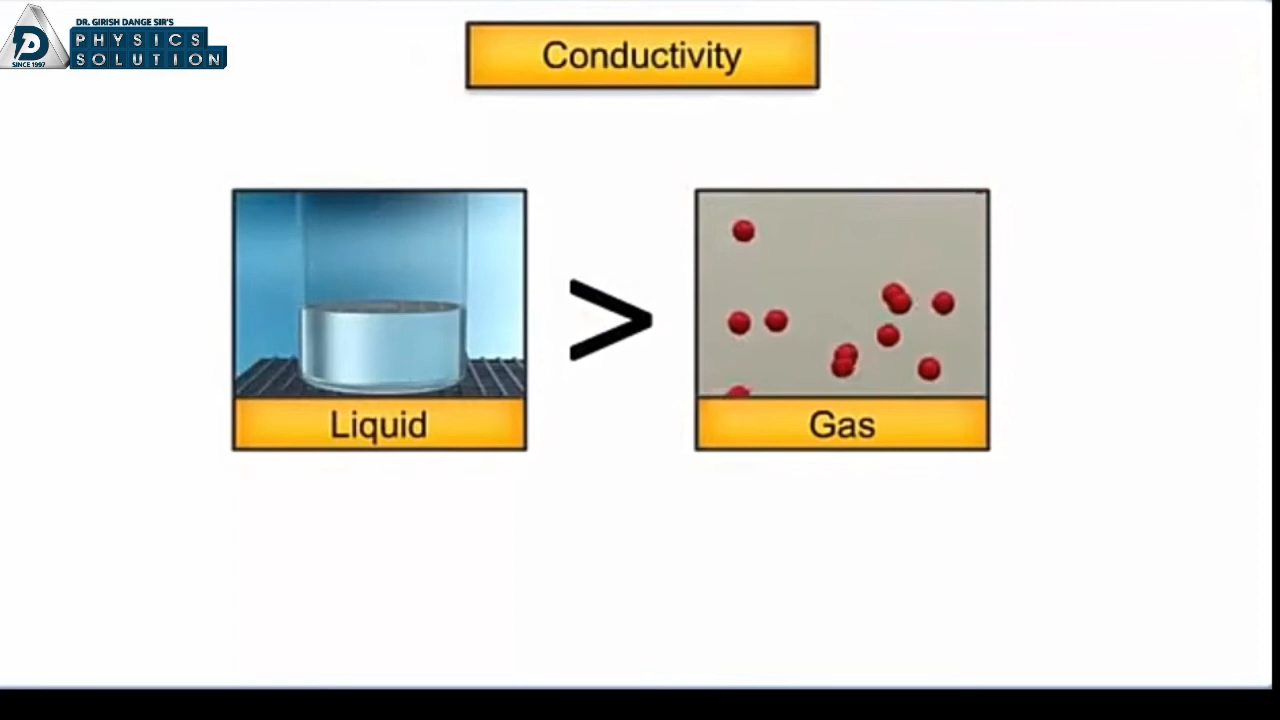 DR. GIRISH DANGE SIR'S
PHYSICS
SOLUTION
SINCE 1997
Conductivity
>
Liquid
Gas